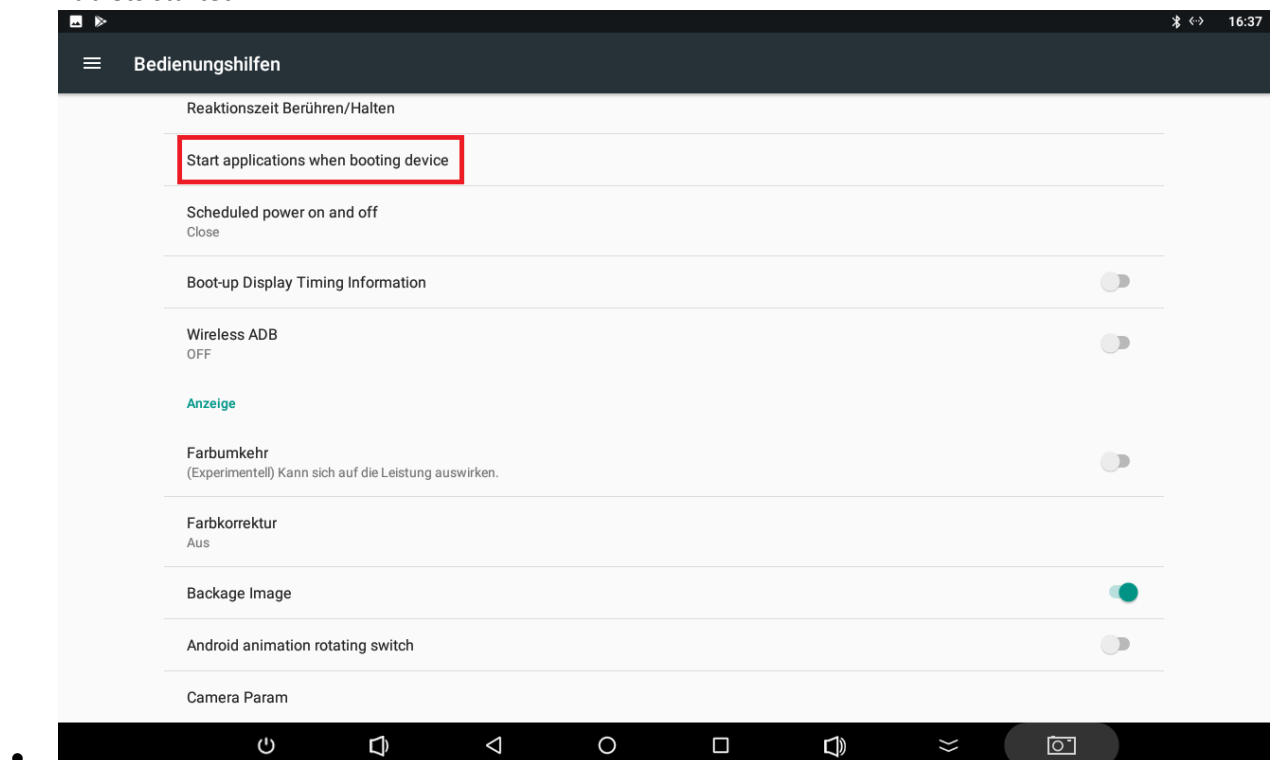 16:37
Bedienungshilfen
Reaktionszeit Berühren/Halten
Start applications when booting device
Scheduled power on and off
Close
Boot-up Display Timing Information
Wireless ADB
OFF
Anzeige
Farbumkehr
(Experimentell) Kann sich auf die Leistung auswirken.
Farbkorrektur
Aus
Backage Image
Android animation rotating switch
Camera Param